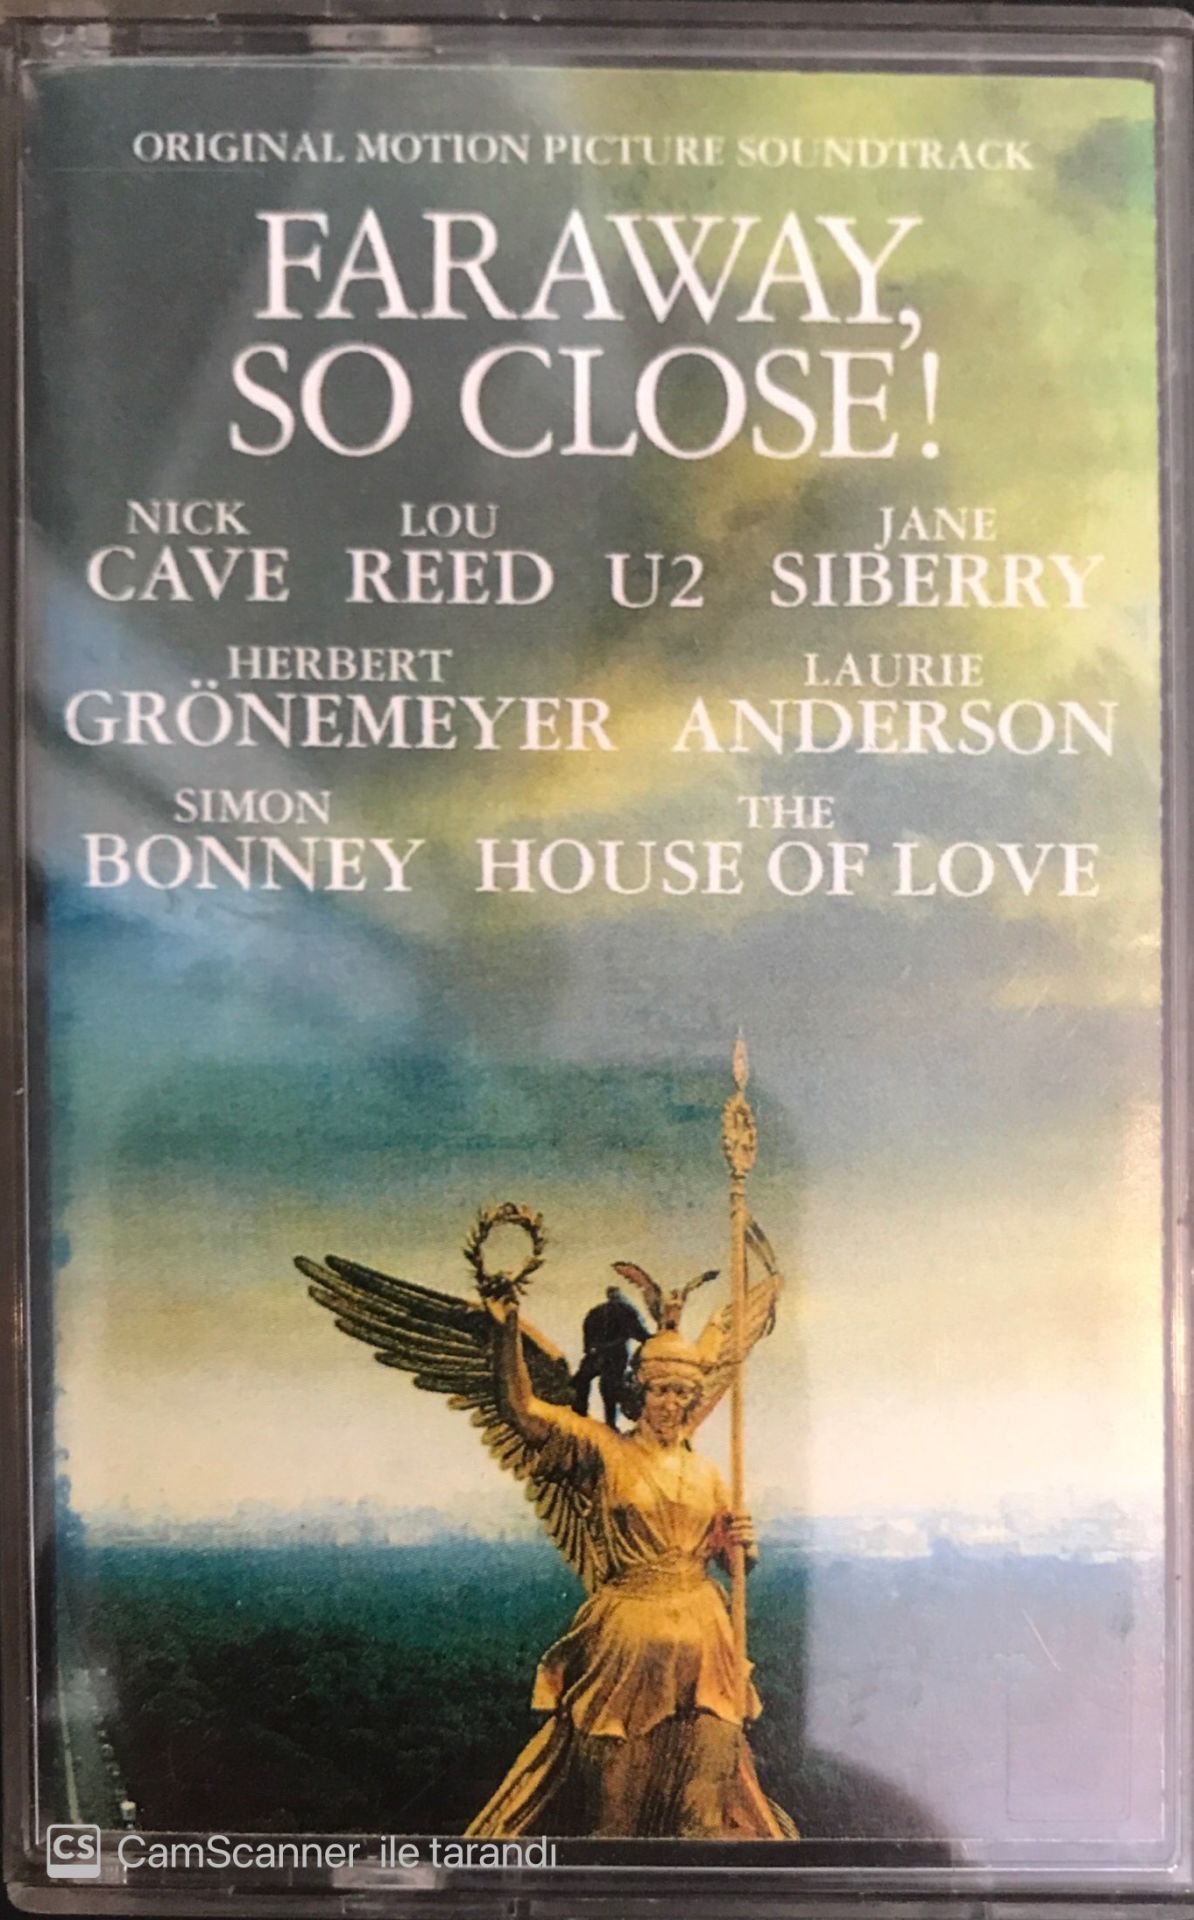 ORIGINAL MOTION PICTURE SOUNDTRACK
FARAWAY,
SO CLOSE!
NICK CAVE LOU REED U2 JANE SIBERRY
HERBERT GRÖNEMEYER LAURIE ANDERSON
SIMON BONNEY THE HOUSE OF LOVE
CS CamScanner ile tarandı